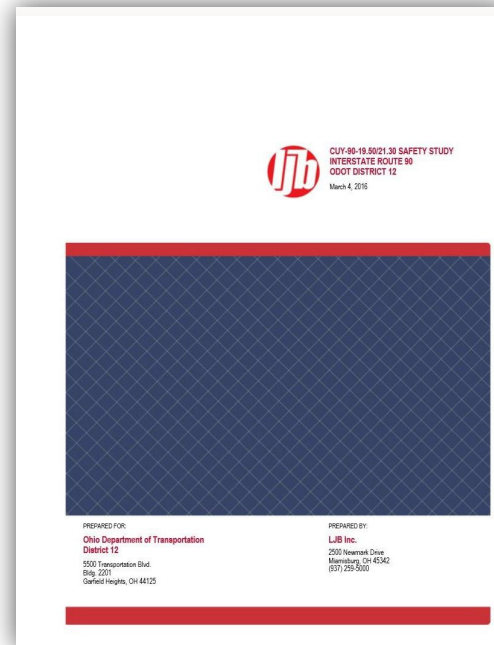 ljb
CUY-90-19.50/21.30 SAFETY STUDY
INTERSTATE ROUTE 90
ODOT DISTRICT 12
March 4, 2016
PREPARED FOR:
Ohio Department of Transportation
District 12
5500 Transportation Blvd.
Bldg. 2201
Garfield Heights, OH 44125
PREPARED BY:
LJB Inc.
2500 Newmark Drive
Miamisburg, OH 45342
(937) 259-5000